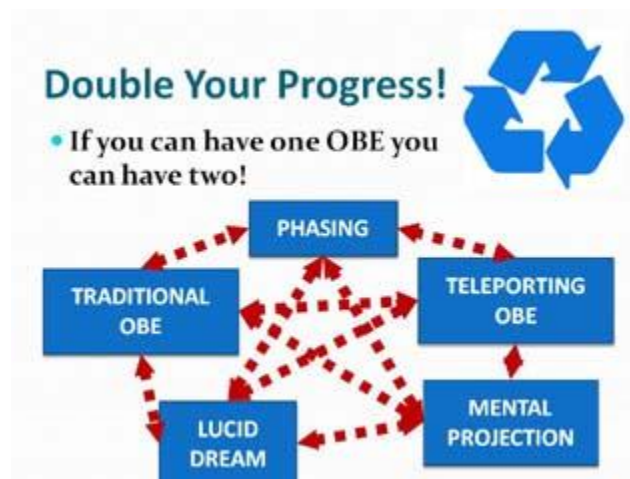 Double Your Progress!
• If you can have one OBE you
can have two!
PHASING
TRADITIONAL
OBE
TELEPORTING
OBE
LUCID
DREAM
MENTAL
PROJECTION